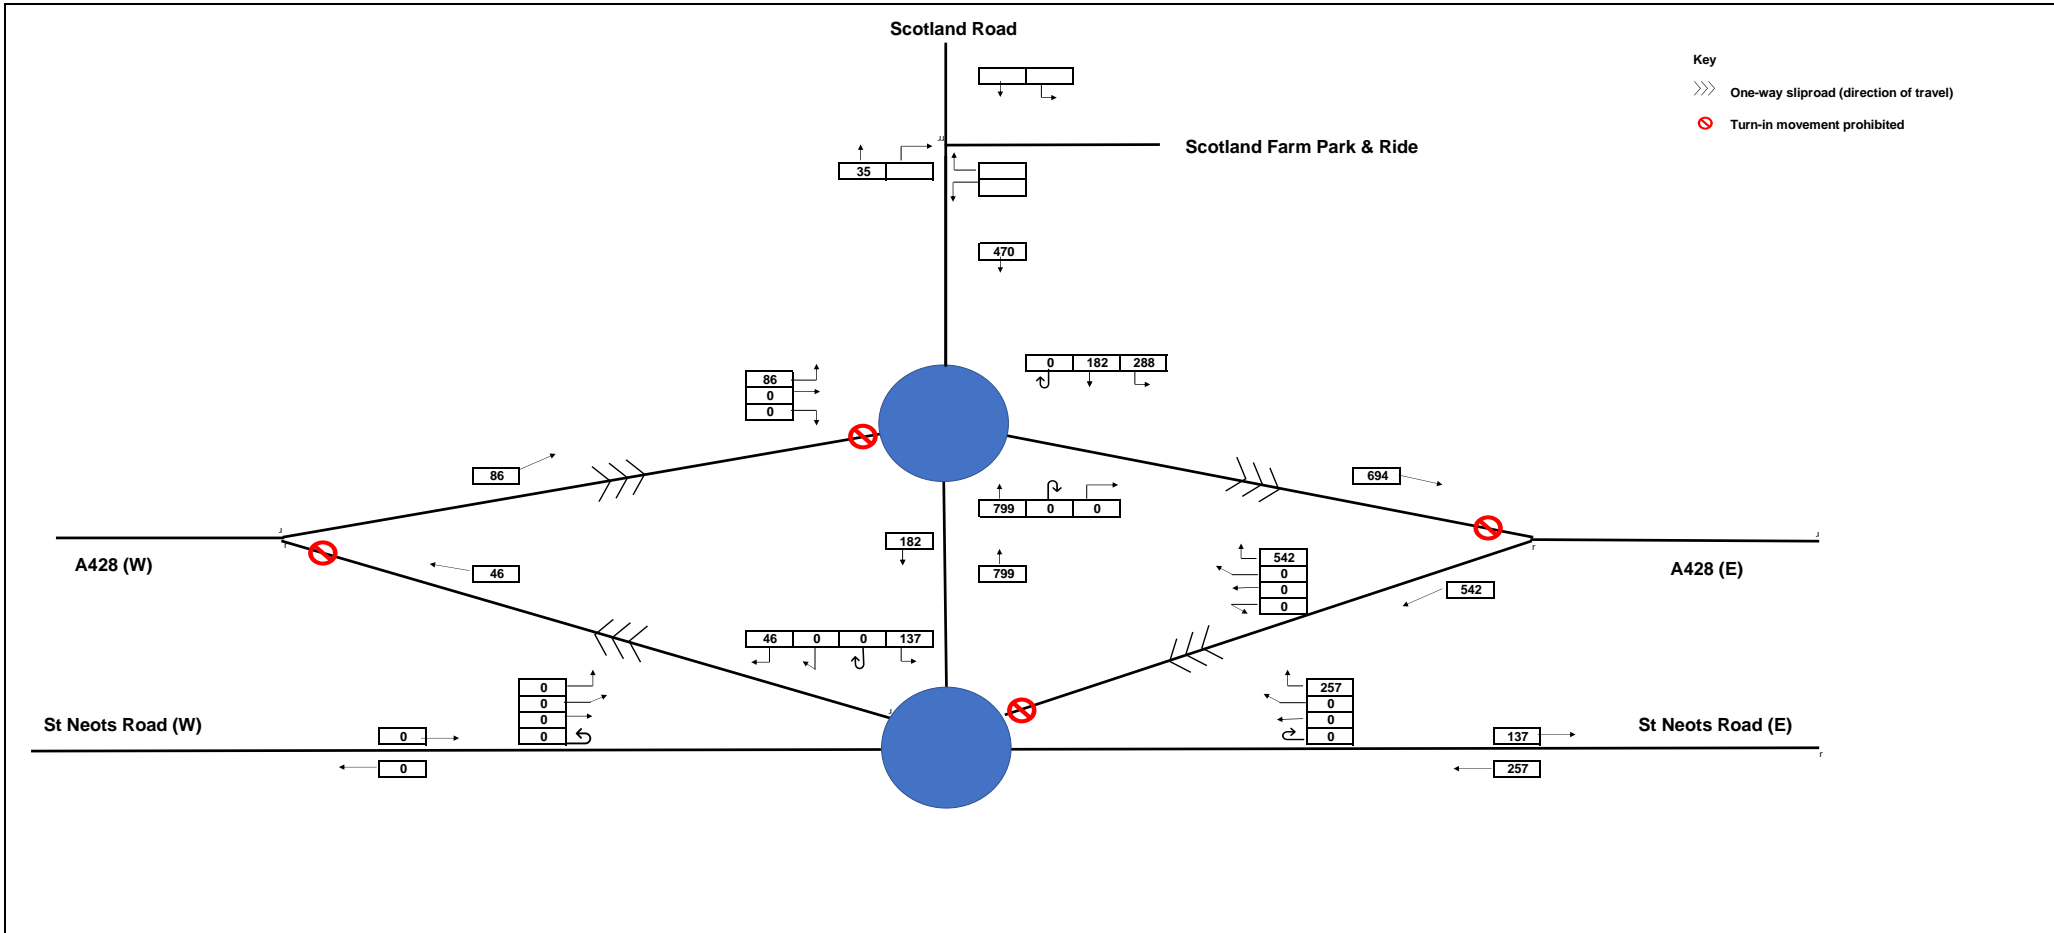 Scotland Road
Key
One-way sliproad (direction of travel)
Turn-in movement prohibited
Scotland Farm Park & Ride
35
470
0 182 288
86
0
0
86
694
799 0 0
182
799
542
0
0
0
A428 (W)
46
A428 (E)
542
46 0 0 137
0
0
0
0
257
0
0
0
St Neots Road (W)
St Neots Road (E)
0
137
0
257